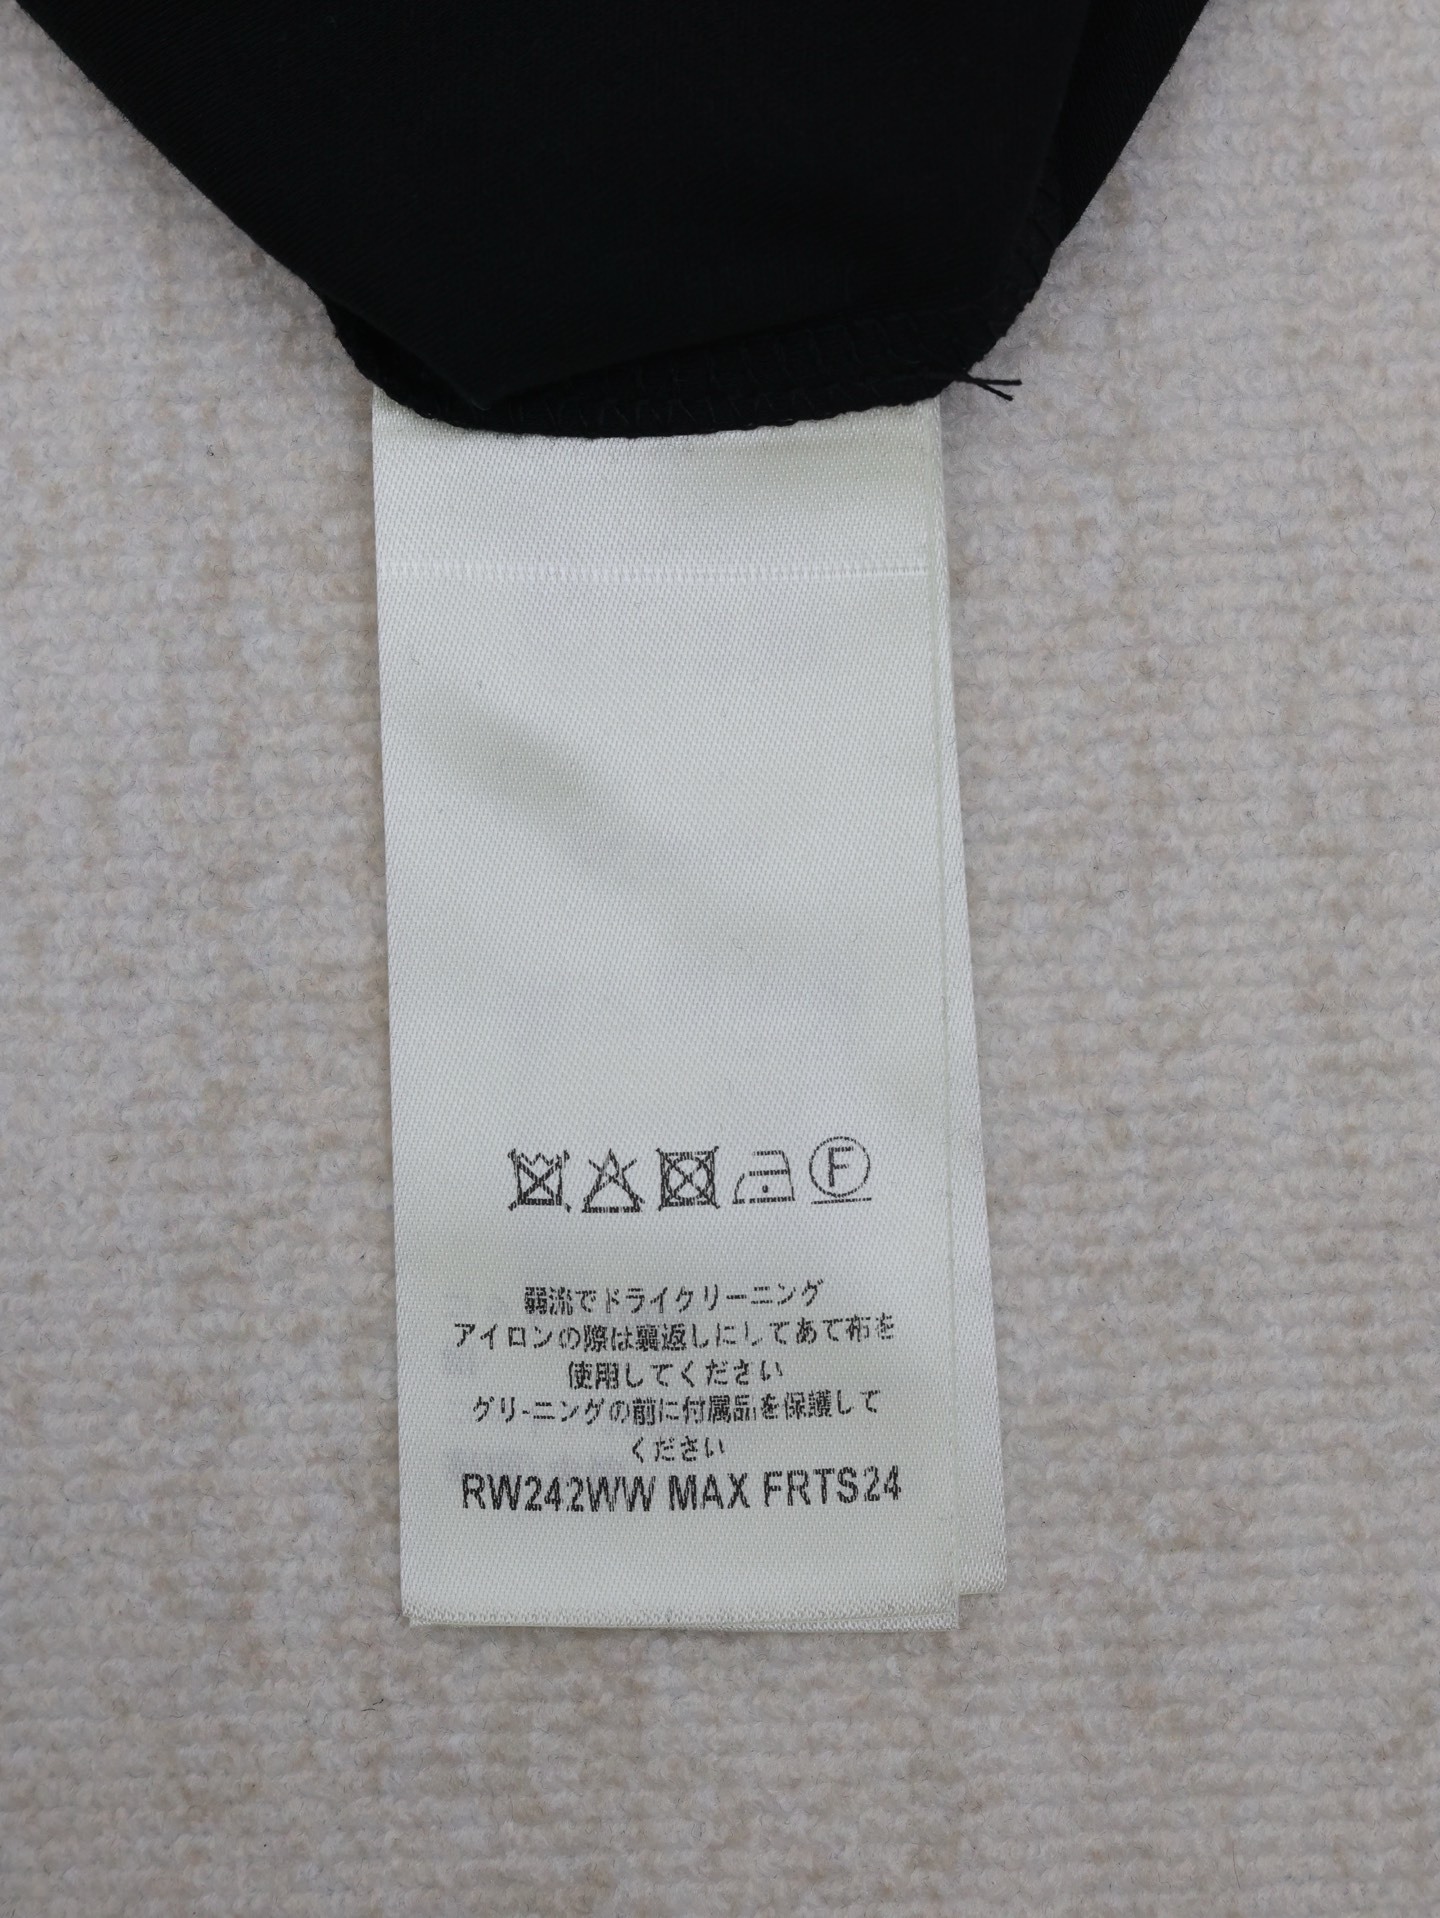 F
弱流でドライクリーニング
アイロンの際は裏返しにしてあて布を
使用してください
クリ-ニングの前に付属品を保護して
ください
RW242WW MAX FRTS24